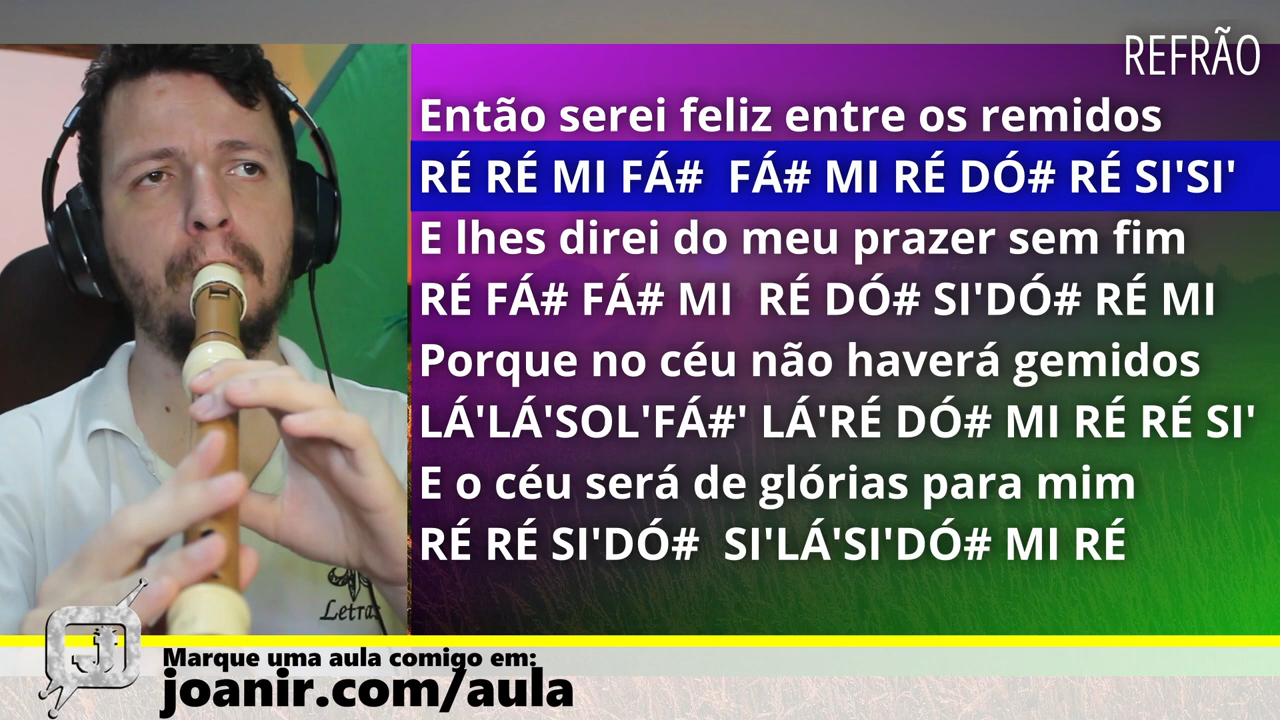 REFRÃO
Então serei feliz entre os remidos
RÉ RÉ MI FÁ#  FÁ# MI RÉ DÓ# RÉ SI'SI'
E lhes direi do meu prazer sem fim
RÉ FÁ# FÁ# MI  RÉ DÓ# SI'DÓ# RÉ MI
Porque no céu não haverá gemidos
LÁ'LÁ'SOL'FÁ#' LÁ'RÉ DÓ# MI RÉ RÉ SI'
E o céu será de glórias para mim
RÉ RÉ SI'DÓ#  SI'LÁ'SI'DÓ# MI RÉ
Letras
J
Marque uma aula comigo em:
joanir.com/aula